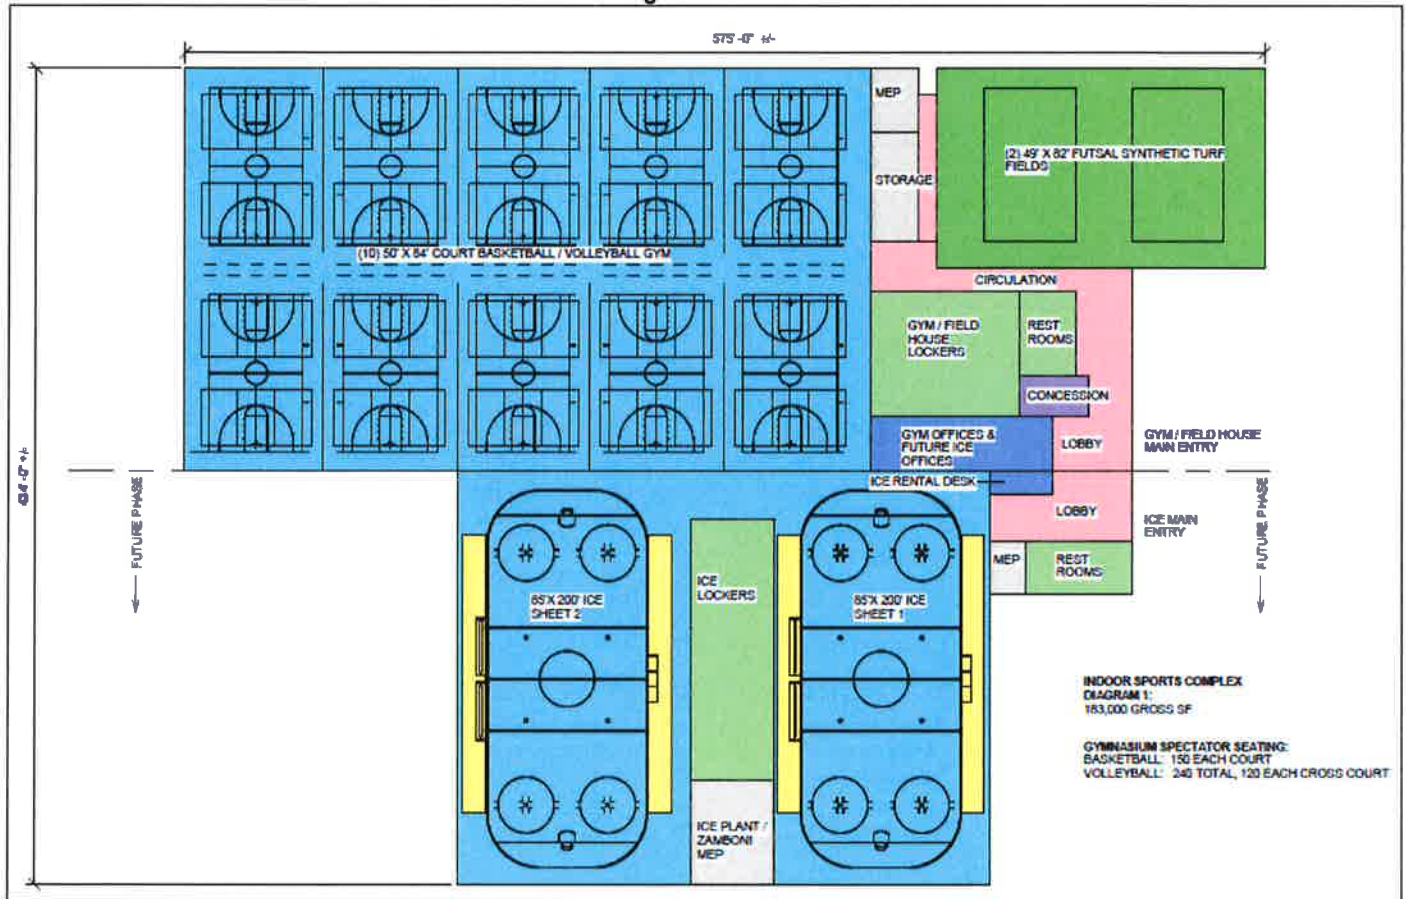 575'-0" +/-
MEP
(2) 49' X 82' FUTSAL SYNTHETIC TURF
FIELDS
STORAGE
(10) 50' X 84' COURT BASKETBALL / VOLLEYBALL GYM
CIRCULATION
GYM / FIELD
HOUSE
LOCKERS
REST
ROOMS
CONCESSION
GYM OFFICES &
FUTURE ICE
OFFICES
LOBBY
GYM / FIELD HOUSE
MAIN ENTRY
434'-0" +/-
ICE RENTAL DESK
FUTURE PHASE
FUTURE PHASE
LOBBY
ICE MAIN
ENTRY
MEP
REST
ROOMS
ICE
LOCKERS
85'X 200' ICE
SHEET 2
85'X 200' ICE
SHEET 1
INDOOR SPORTS COMPLEX
DIAGRAM 1:
183,000 GROSS SF
GYMNASIUM SPECTATOR SEATING:
BASKETBALL: 150 EACH COURT
VOLLEYBALL: 240 TOTAL, 120 EACH CROSS COURT
ICE PLANT /
ZAMBONI
MEP